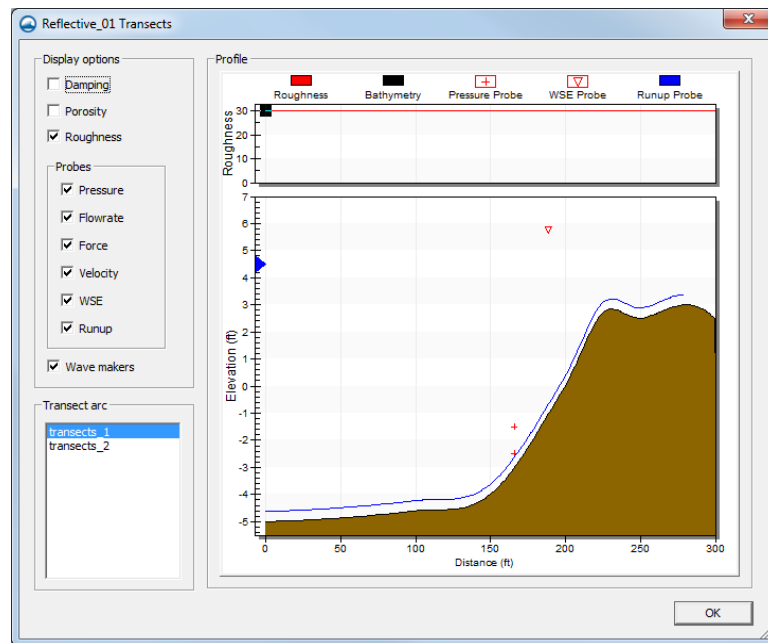 Reflective_01 Transects
Display options
Damping
Porosity
Roughness
Probes
Pressure
Flowrate
Force
Velocity
WSE
Runup
Wave makers
Transect arc
transects_1
transects_2
Profile
Roughness Bathymetry Pressure Probe WSE Probe Runup Probe
Roughness
30
20
10
0
Elevation (ft)
7
6
5
4
3
2
1
0
-1
-2
-3
-4
-5
0 50 100 150 200 250 300
Distance (ft)
OK